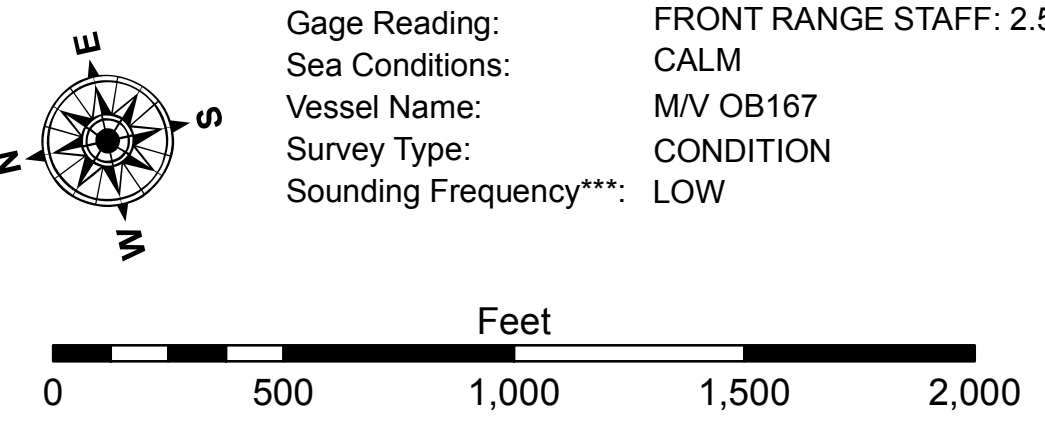 E
S
N
W
Gage Reading: FRONT RANGE STAFF: 2.5
Sea Conditions: CALM
Vessel Name: M/V OB167
Survey Type: CONDITION
Sounding Frequency***: LOW
Feet
0 500 1,000 1,500 2,000